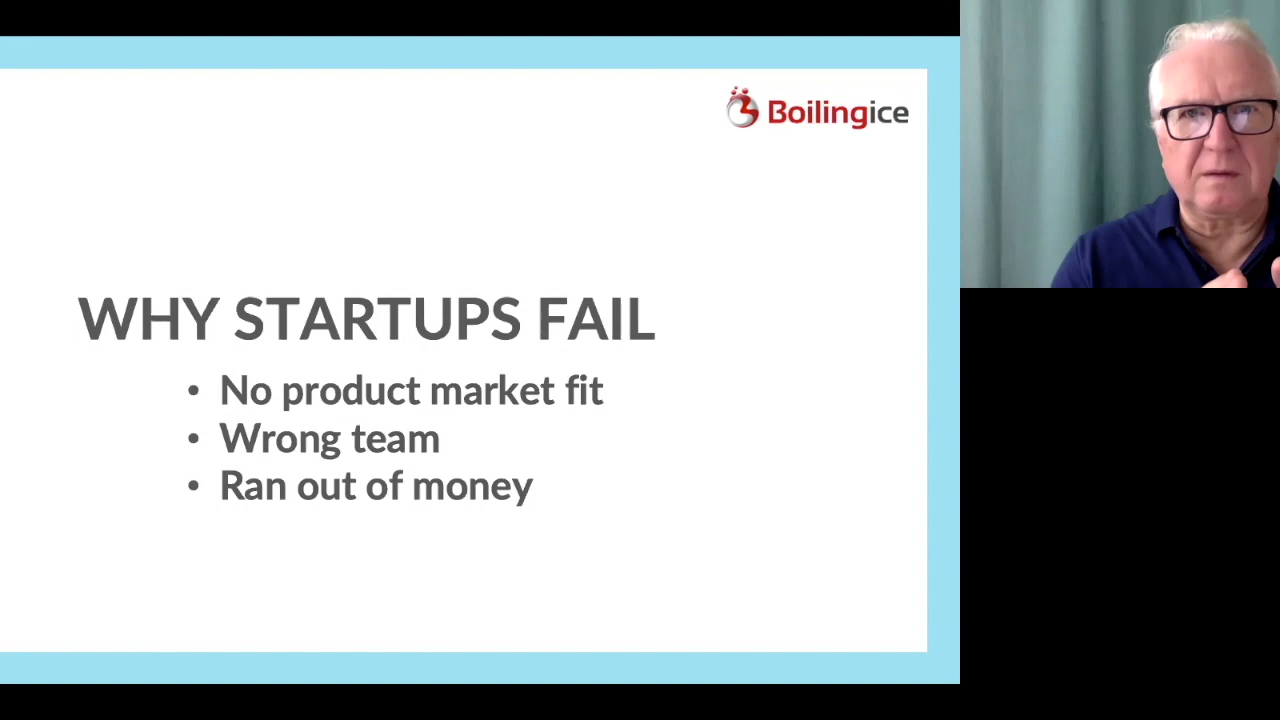 Boilingice
WHY STARTUPS FAIL
• No product market fit
• Wrong team
• Ran out of money